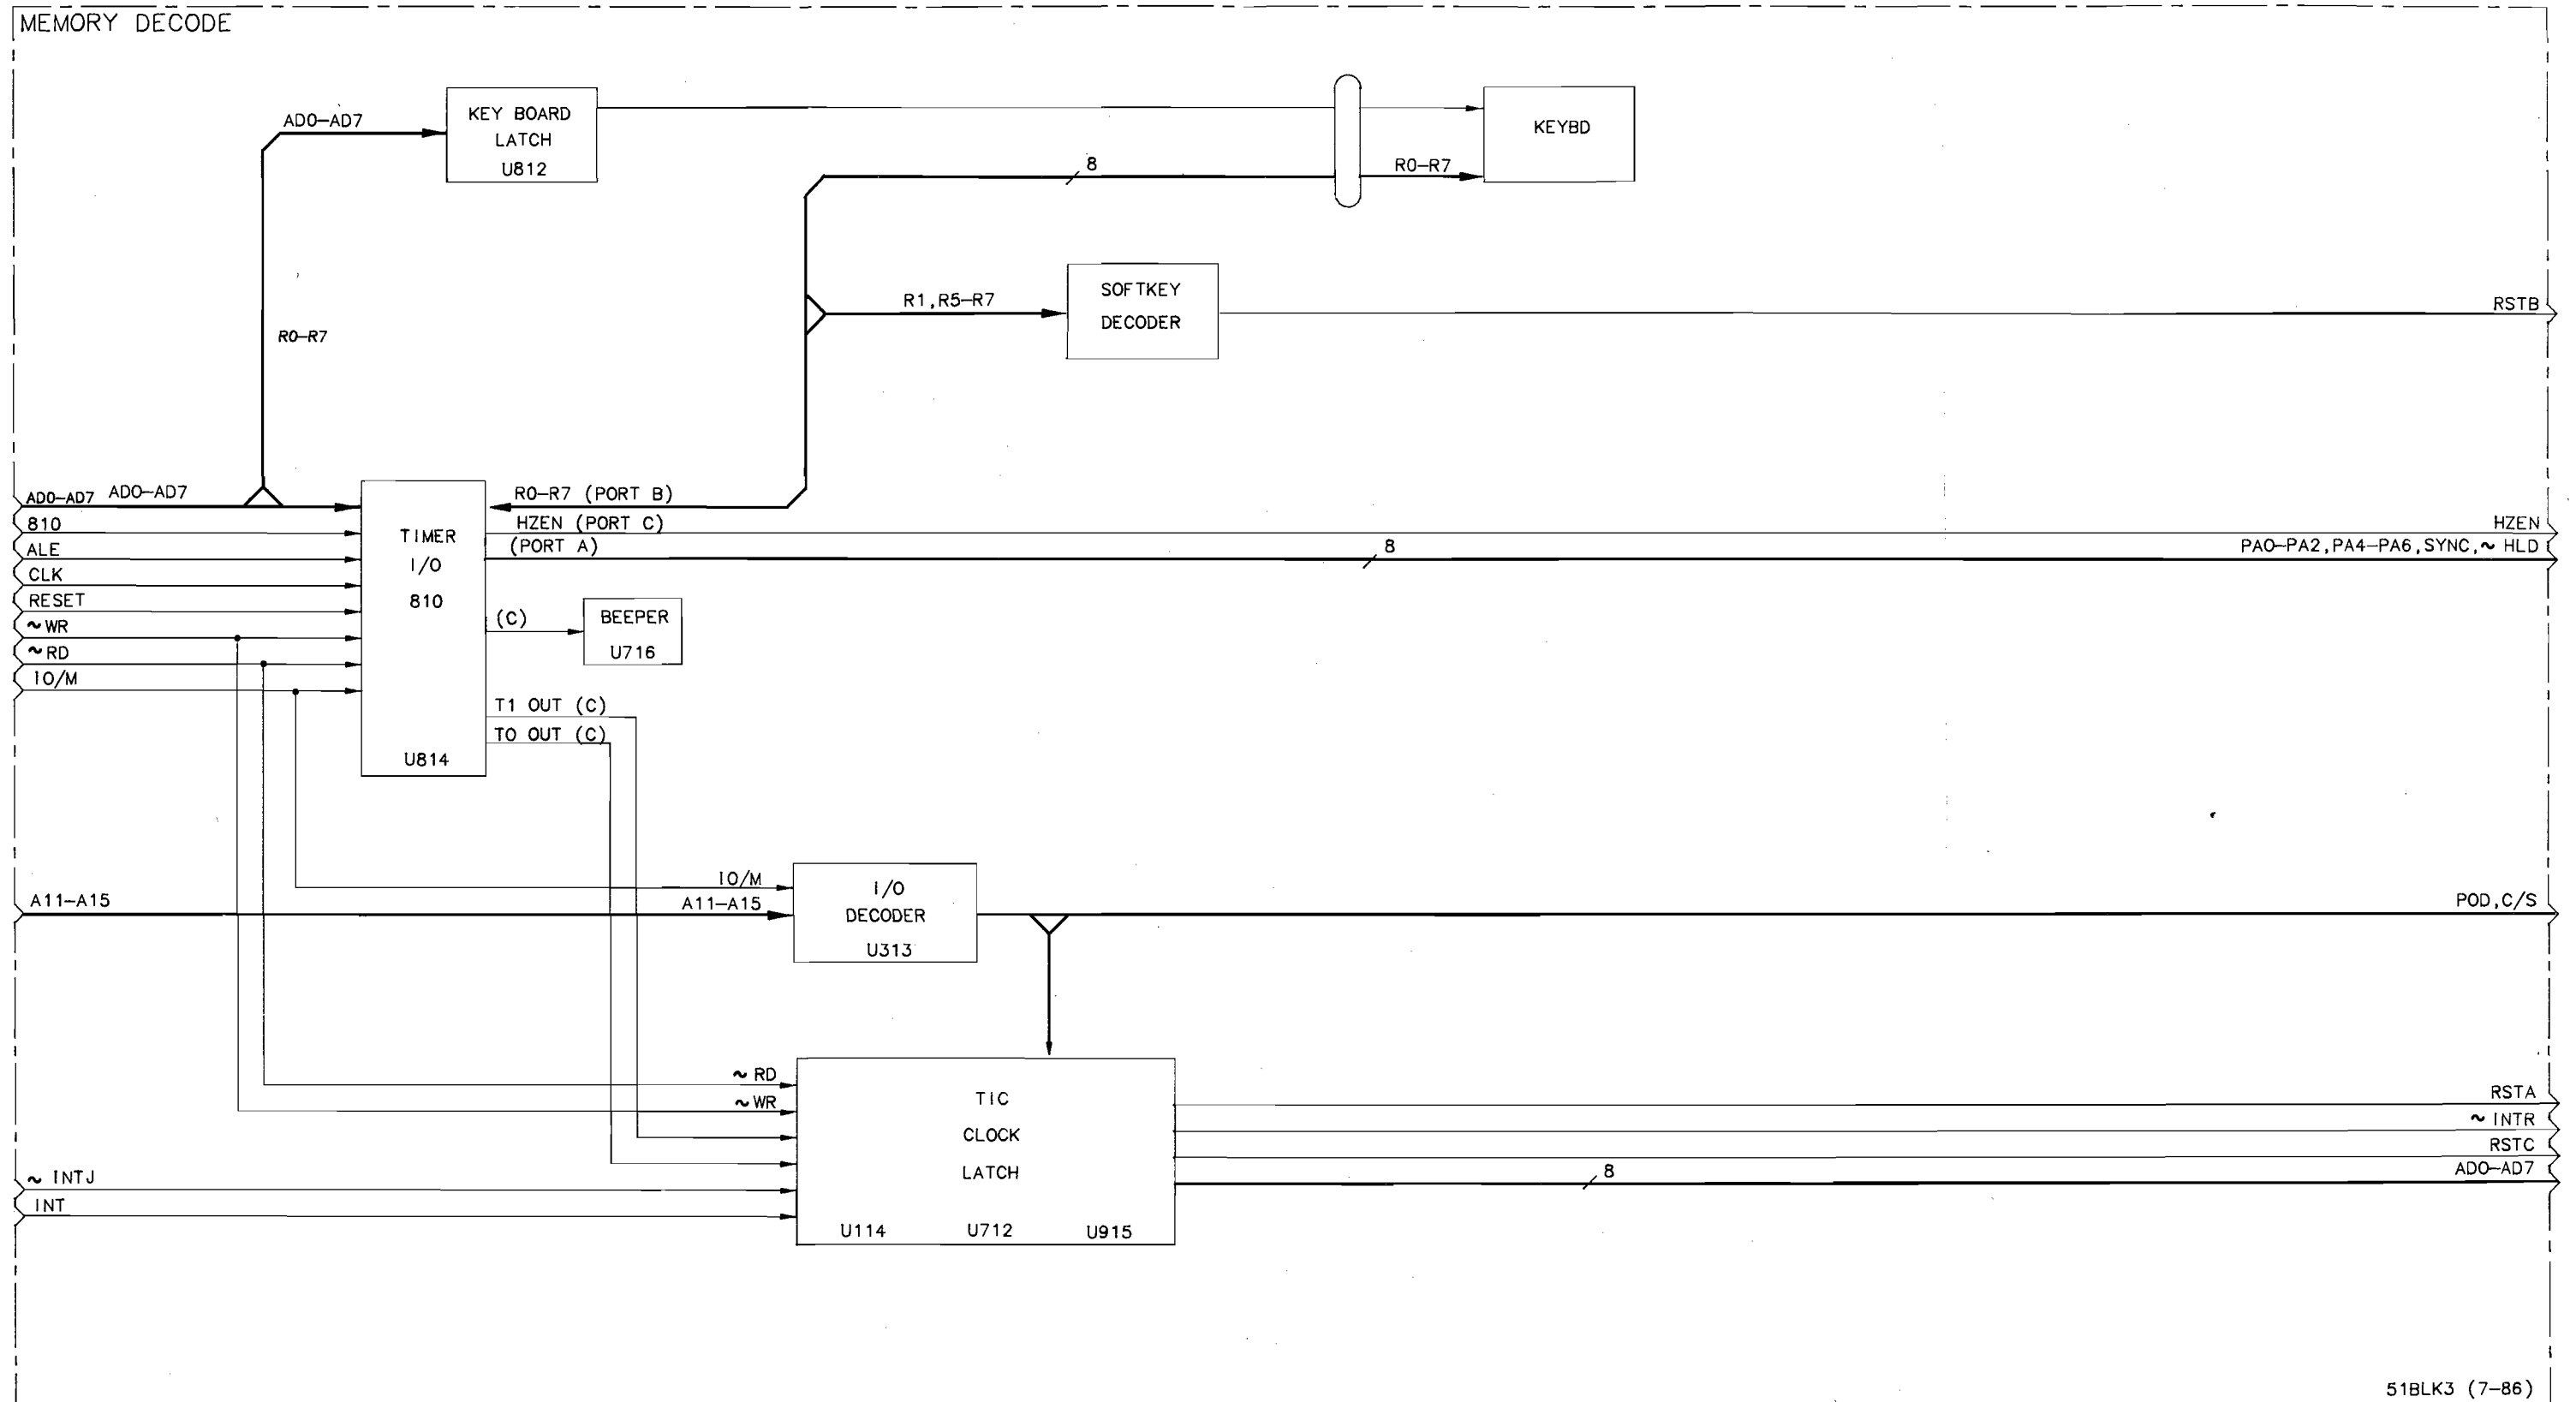 MEMORY DECODE
KEY BOARD
LATCH
U812
AD0-AD7
8
R0-R7
KEYBD
R1,R5-R7
SOFTKEY
DECODER
RSTB
R0-R7
AD0-AD7 AD0-AD7
810
ALE
CLK
RESET
~WR
~RD
IO/M
TIMER
I/O
810
U814
R0-R7 (PORT B)
HZEN (PORT C)
(PORT A)
8
HZEN
PA0-PA2,PA4-PA6,SYNC,~ HLD
(C)
BEEPER
U716
T1 OUT (C)
TO OUT (C)
A11-A15
IO/M
A11-A15
I/O
DECODER
U313
POD,C/S
~ RD
~WR
TIC
CLOCK
LATCH
U114 U712 U915
~ INTJ
INT
8
RSTA
~ INTR
RSTC
AD0-AD7
51BLK3 (7-86)